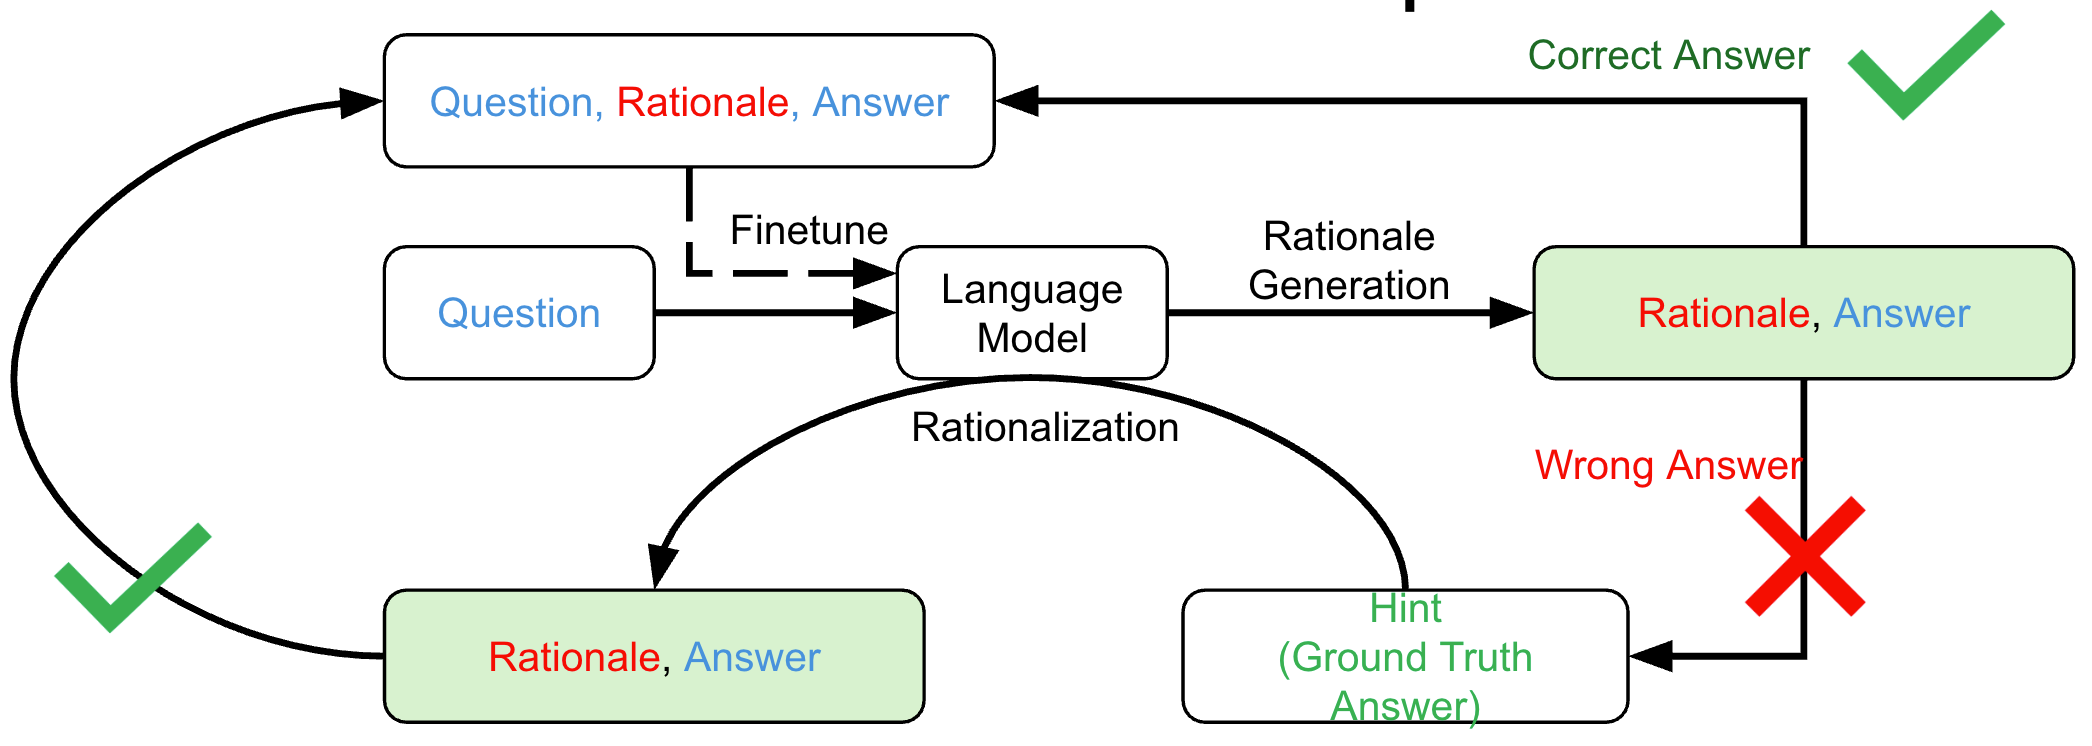 Correct Answer
Question, Rationale, Answer
Finetune
Rationale
Generation
Question
Language
Model
Rationale, Answer
Rationalization
Wrong Answer
Rationale, Answer
Hint
(Ground Truth
Answer)